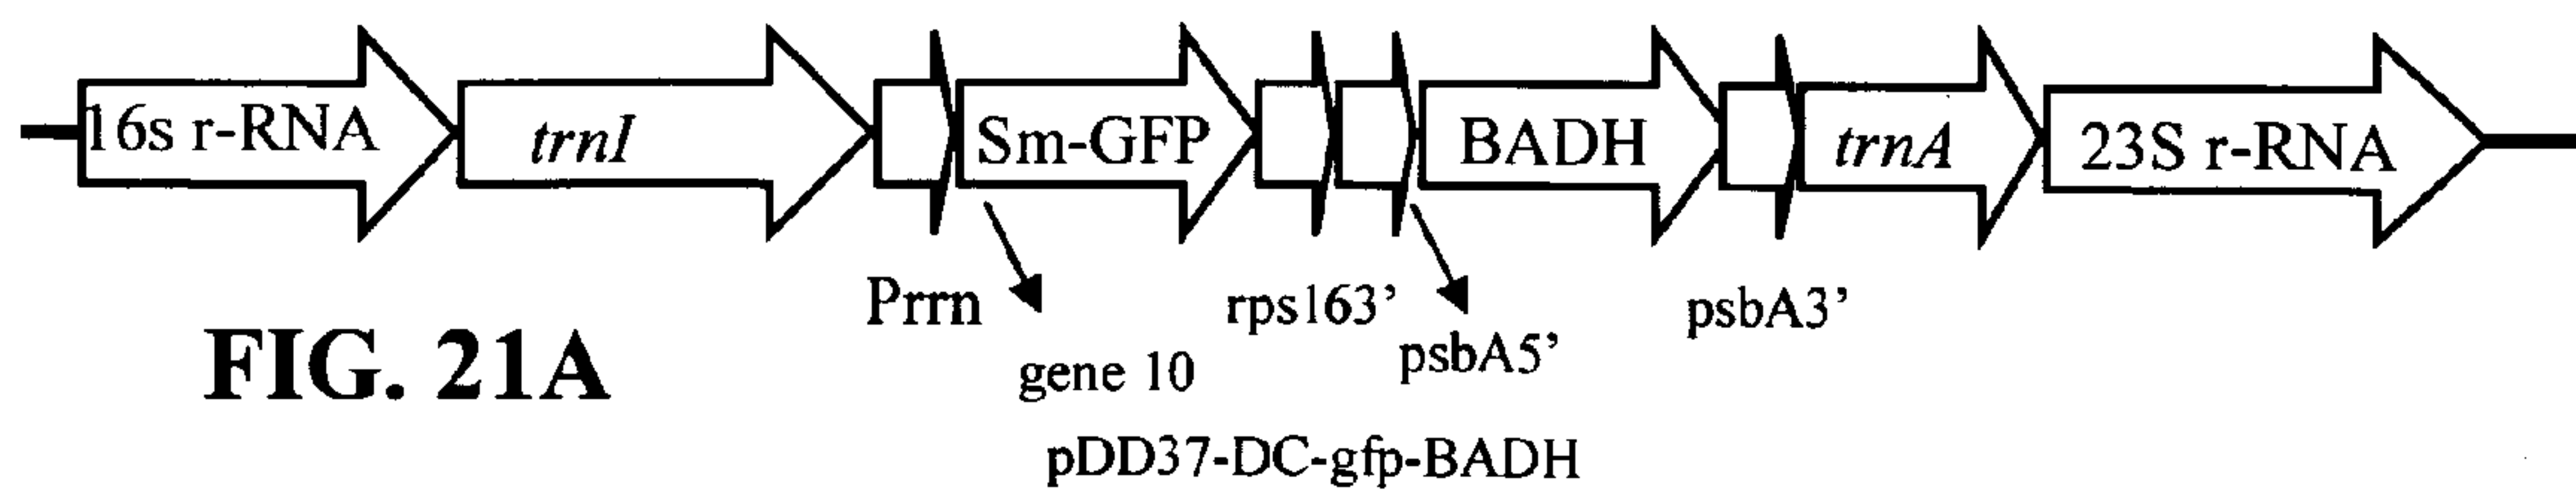 16s r-RNA trnI Sm-GFP BADH trnA 23S r-RNA
Prrn rps163’ psbA3’
FIG. 21A gene 10 psbA5’
pDD37-DC-gfp-BADH